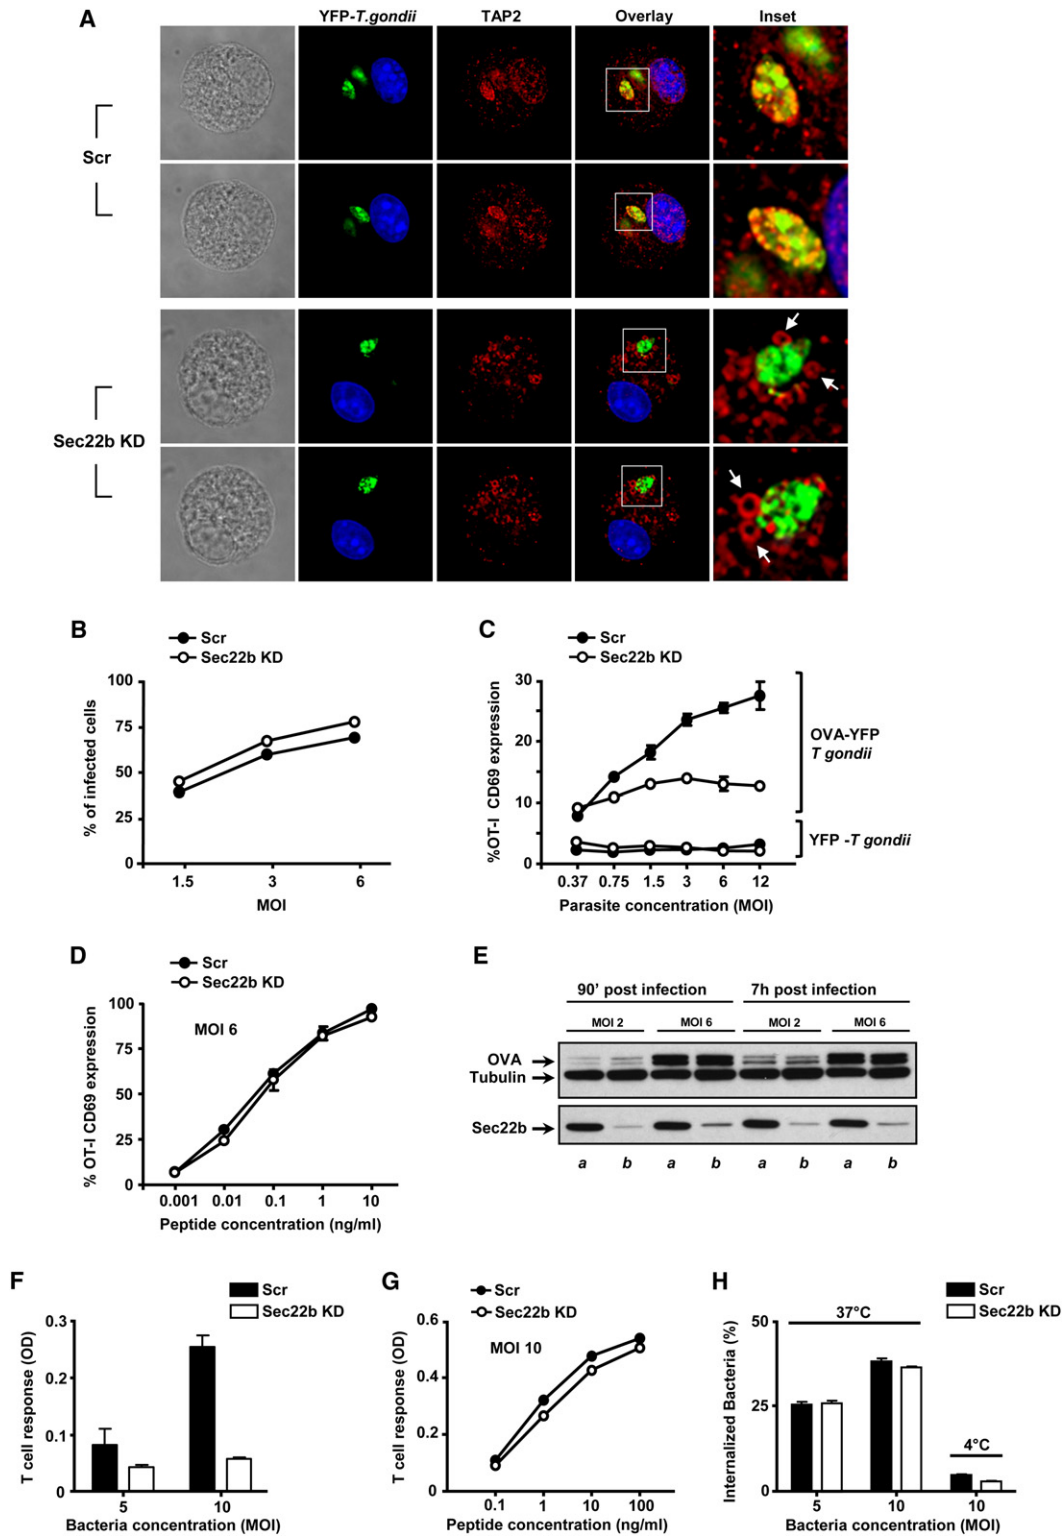 A
YFP-T.gondii TAP2 Overlay Inset
Scr
Sec22b KD
B
Scr
Sec22b KD
% of infected cells
100
75
50
25
0
1.5 3 6
MOI
C
Scr
Sec22b KD
%OT-I CD69 expression
30
20
10
0
0.37 0.75 1.5 3 6 12
Parasite concentration (MOI)
OVA-YFP
T gondii
YFP -T gondii
D
Scr
Sec22b KD
MOI 6
% OT-I CD69 expression
100
75
50
25
0
0.001 0.01 0.1 1 10
Peptide concentration (ng/ml)
E
90' post infection 7h post infection
MOI 2 MOI 6 MOI 2 MOI 6
OVA
Tubulin
Sec22b
a b a b a b a b
F
Scr
Sec22b KD
T cell response (OD)
0.3
0.2
0.1
0
5 10
Bacteria concentration (MOI)
G
Scr
Sec22b KD
MOI 10
T cell response (OD)
0.6
0.4
0.2
0
0.1 1 10 100
Peptide concentration (ng/ml)
H
Scr
Sec22b KD
37°C
4°C
Internalized Bacteria (%)
50
25
0
5 10 10
Bacteria concentration (MOI)